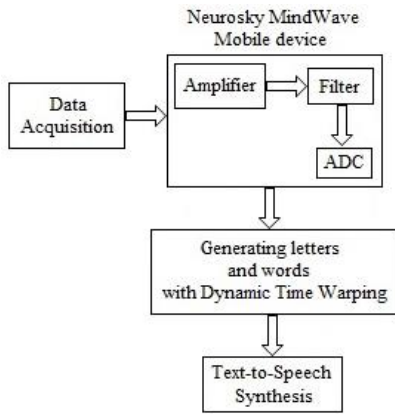 Neurosky MindWave
Mobile device
Data
Acquisition
Amplifier
Filter
ADC
Generating letters
and words
with Dynamic Time Warping
Text-to-Speech
Synthesis